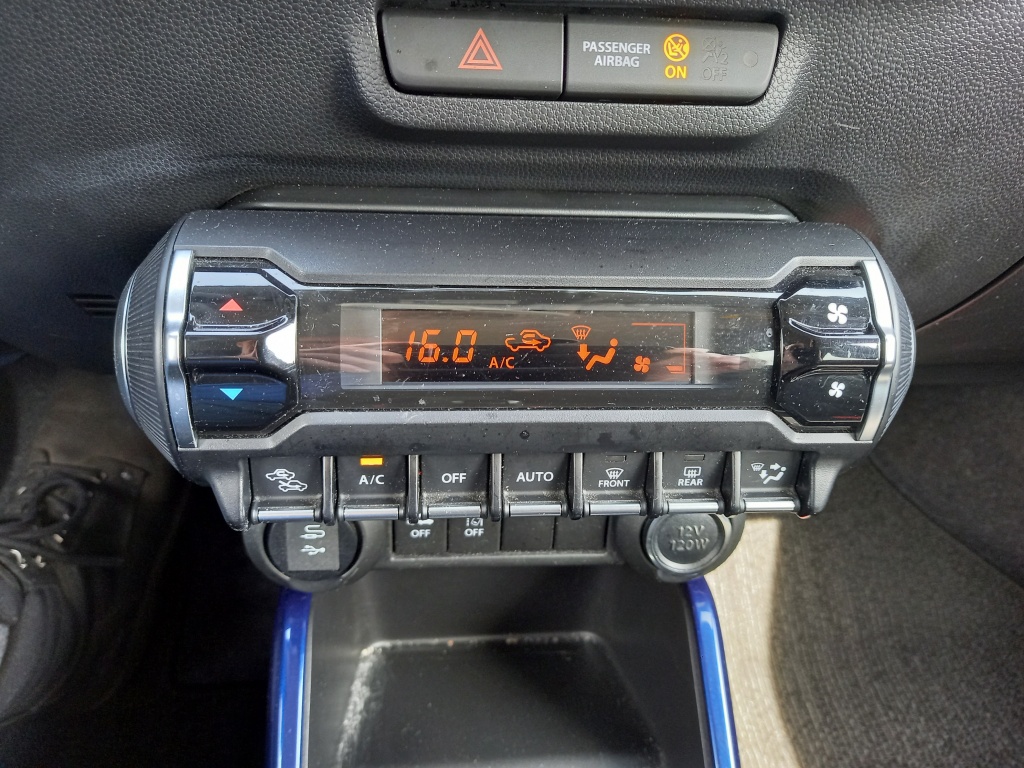 PASSENGER
AIRBAG
ON
OFF
16.0
A/C
A/C
OFF
AUTO
FRONT
REAR
OFF
OFF
12V
120W